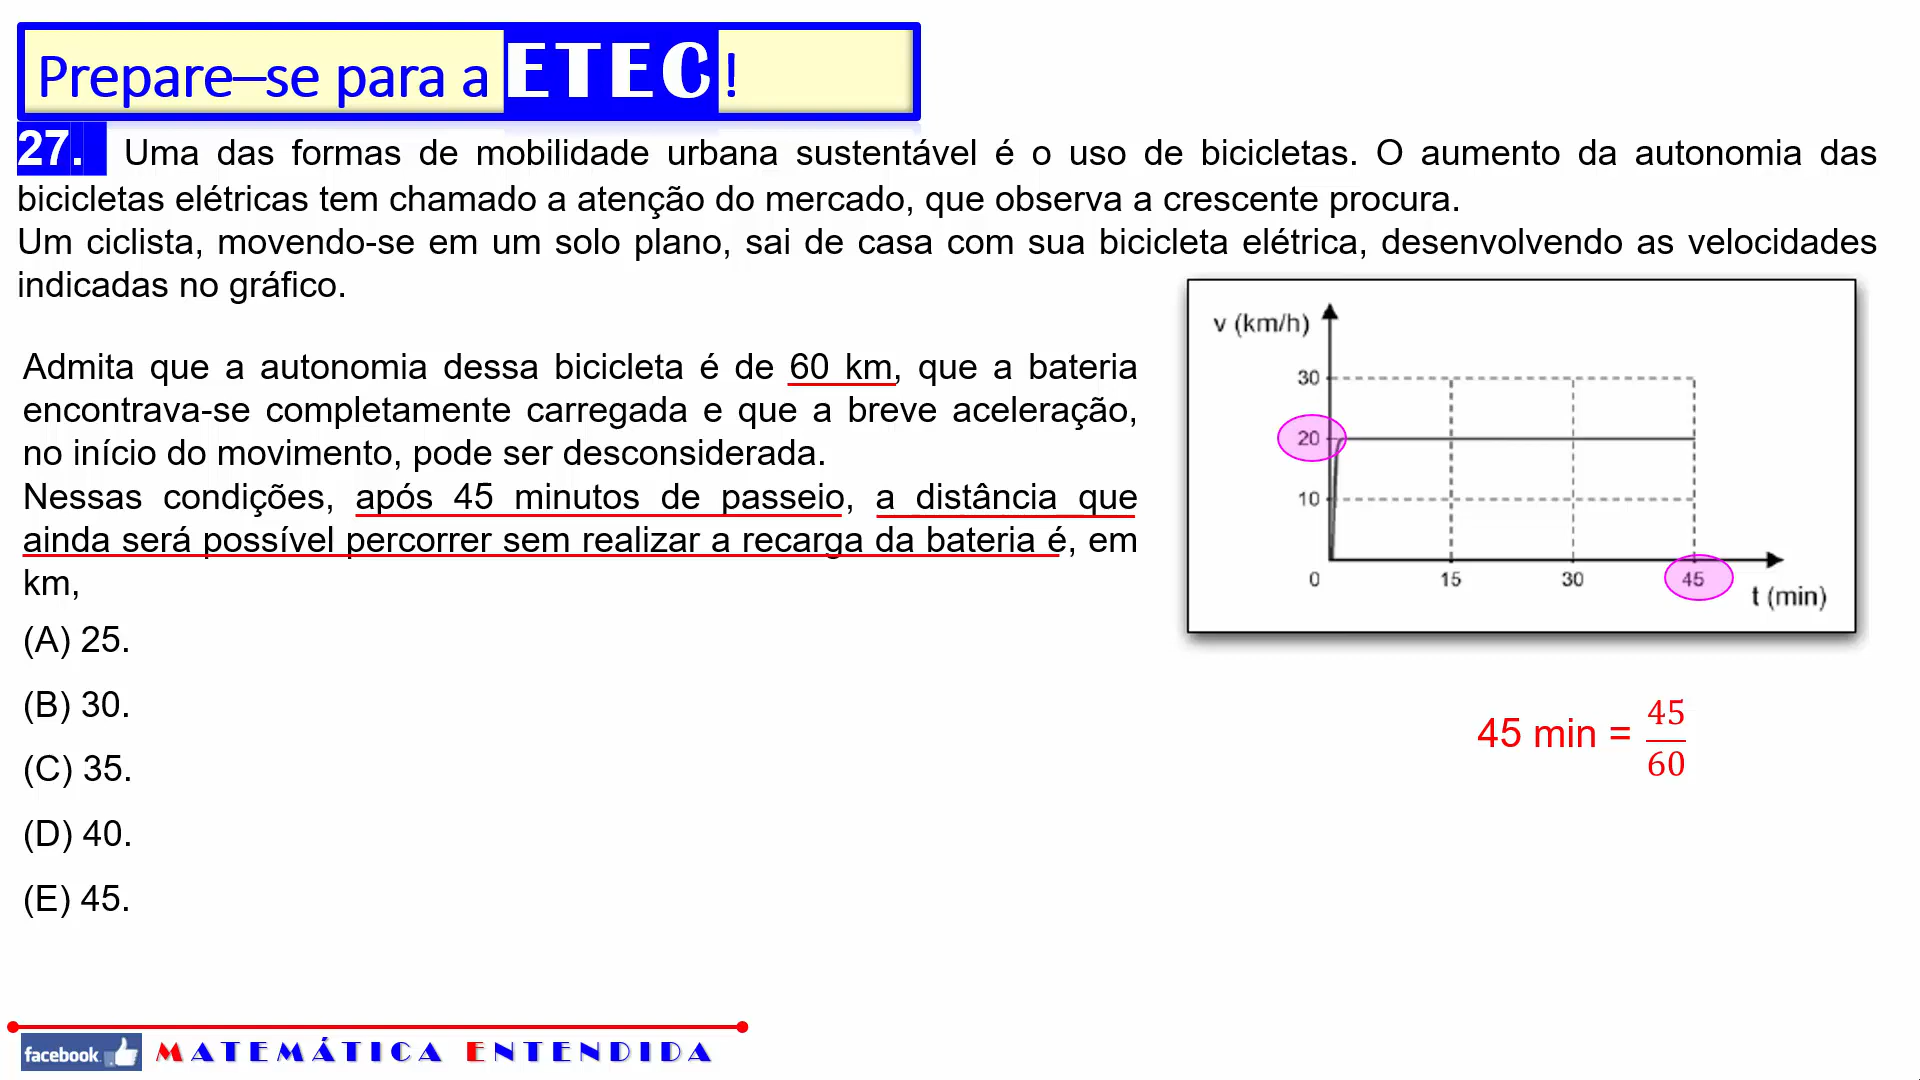 Prepare–se para a ETEC!
27. Uma das formas de mobilidade urbana sustentável é o uso de bicicletas. O aumento da autonomia das
bicicletas elétricas tem chamado a atenção do mercado, que observa a crescente procura.
Um ciclista, movendo-se em um solo plano, sai de casa com sua bicicleta elétrica, desenvolvendo as velocidades
indicadas no gráfico.
Admita que a autonomia dessa bicicleta é de 60 km, que a bateria
encontrava-se completamente carregada e que a breve aceleração,
no início do movimento, pode ser desconsiderada.
Nessas condições, após 45 minutos de passeio, a distância que
ainda será possível percorrer sem realizar a recarga da bateria é, em
km,
(A) 25.
(B) 30.
(C) 35.
(D) 40.
(E) 45.
v (km/h)
30
20
10
0 15 30 45
t (min)
45 min = 45/60
facebook MATEMÁTICA ENTENDIDA